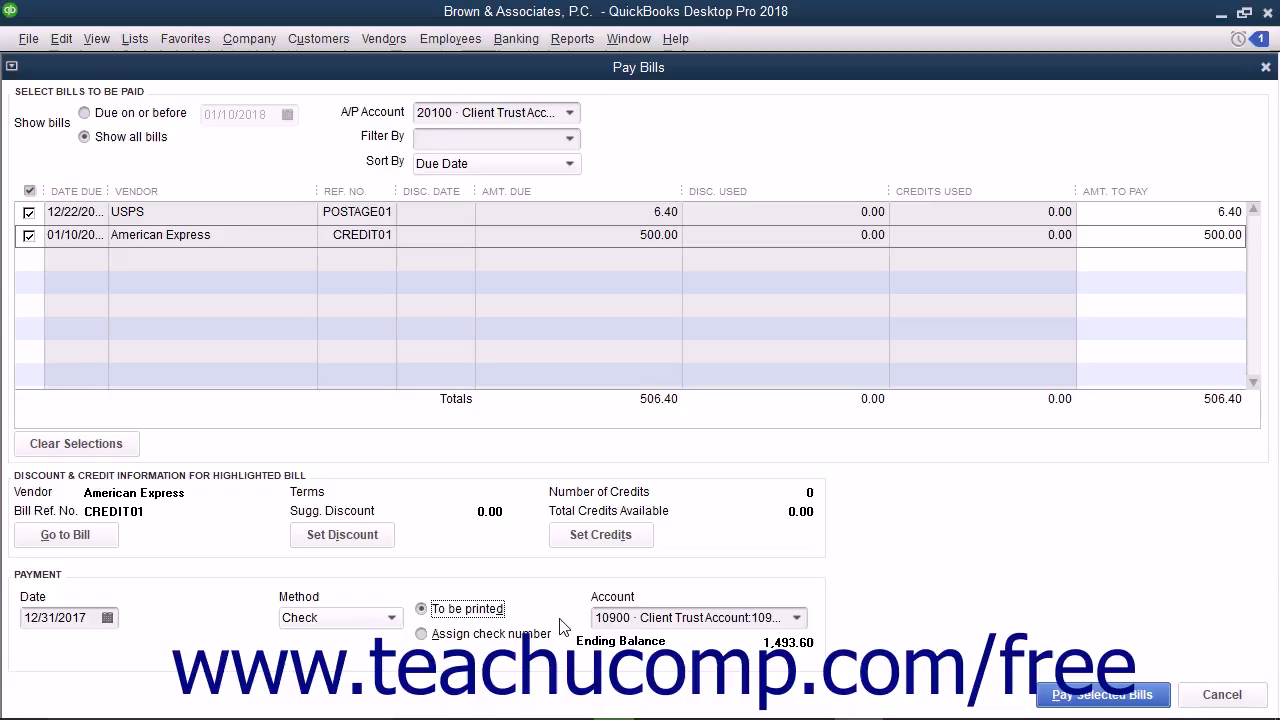 Brown & Associates, P.C. - QuickBooks Desktop Pro 2018
File Edit View Lists Favorites Company Customers Vendors Employees Banking Reports Window Help 1
Pay Bills
SELECT BILLS TO BE PAID
Show bills
Due on or before 01/10/2018
Show all bills
A/P Account 20100 · Client Trust Acc...
Filter By
Sort By Due Date
DATE DUE VENDOR REF. NO. DISC. DATE AMT. DUE DISC. USED CREDITS USED AMT. TO PAY
12/22/20... USPS POSTAGE01 6.40 0.00 0.00 6.40
01/10/20... American Express CREDIT01 500.00 0.00 0.00 500.00
Totals 506.40 0.00 0.00 506.40
Clear Selections
DISCOUNT & CREDIT INFORMATION FOR HIGHLIGHTED BILL
Vendor American Express Terms Number of Credits 0
Bill Ref. No. CREDIT01 Sugg. Discount 0.00 Total Credits Available 0.00
Go to Bill Set Discount Set Credits
PAYMENT
Date Method Account
12/31/2017 Check To be printed 10900 · Client Trust Account:109...
Assign check number Ending Balance 1,493.60
www.teachucomp.com/free
Pay Selected Bills Cancel